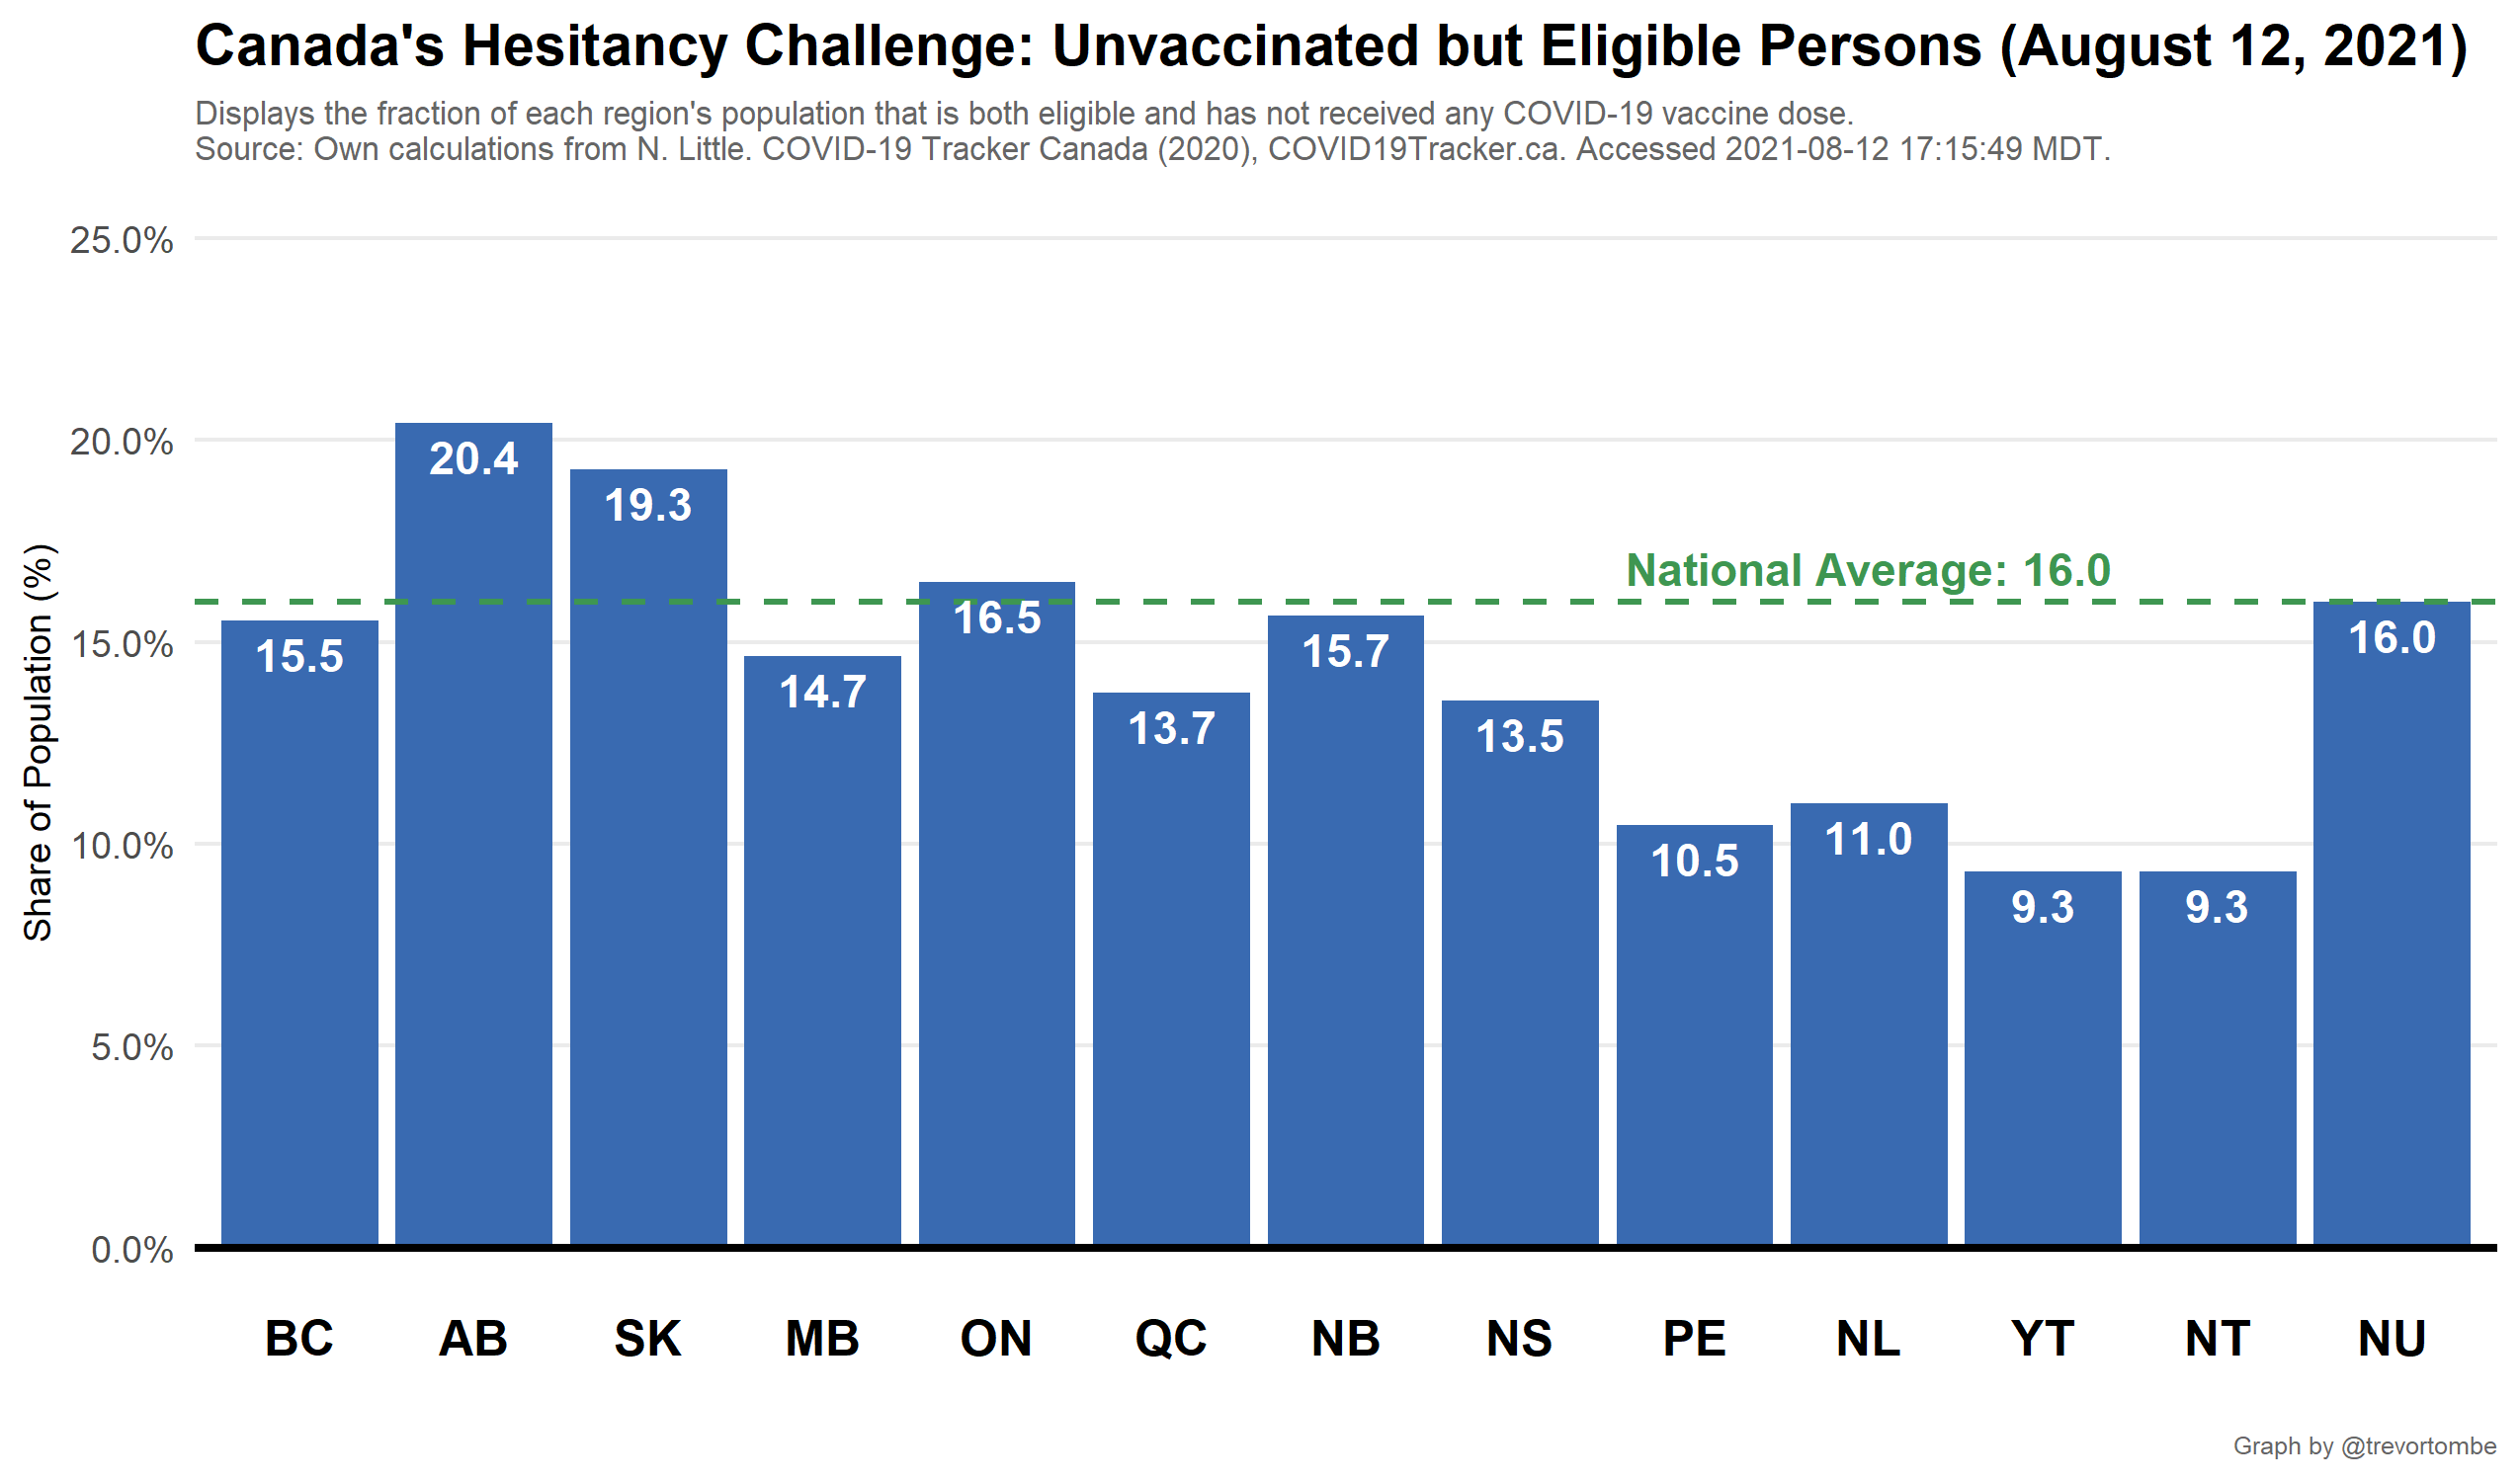 Canada's Hesitancy Challenge: Unvaccinated but Eligible Persons (August 12, 2021)
Displays the fraction of each region's population that is both eligible and has not received any COVID-19 vaccine dose.
Source: Own calculations from N. Little. COVID-19 Tracker Canada (2020), COVID19Tracker.ca. Accessed 2021-08-12 17:15:49 MDT.
Share of Population (%)
25.0%
20.0%
15.0%
10.0%
5.0%
0.0%
National Average: 16.0
15.5
20.4
19.3
14.7
16.5
13.7
15.7
13.5
10.5
11.0
9.3
9.3
16.0
BC AB SK MB ON QC NB NS PE NL YT NT NU
Graph by @trevortombe